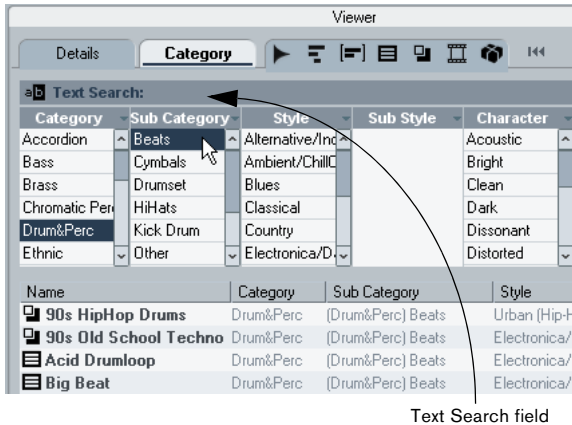 Viewer
Details Category
ab Text Search:
Category Sub Category Style Sub Style Character
Accordion Beats Alternative/Ind Acoustic
Bass Cymbals Ambient/ChillO Bright
Brass Drumset Blues Clean
Chromatic Per HiHats Classical Dark
Drum&Perc Kick Drum Country Dissonant
Ethnic Other Electronica/D Distorted
Name Category Sub Category Style
90s HipHop Drums Drum&Perc (Drum&Perc) Beats Urban (Hip-H
90s Old School Techno Drum&Perc (Drum&Perc) Beats Electronica/
Acid Drumloop Drum&Perc (Drum&Perc) Beats Electronica/
Big Beat Drum&Perc (Drum&Perc) Beats Electronica/
Text Search field